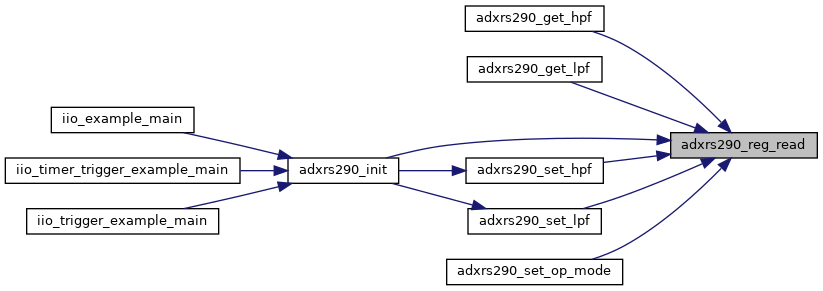 adxrs290_get_hpf
adxrs290_get_lpf
iio_example_main
adxrs290_reg_read
iio_timer_trigger_example_main
adxrs290_init
adxrs290_set_hpf
iio_trigger_example_main
adxrs290_set_lpf
adxrs290_set_op_mode